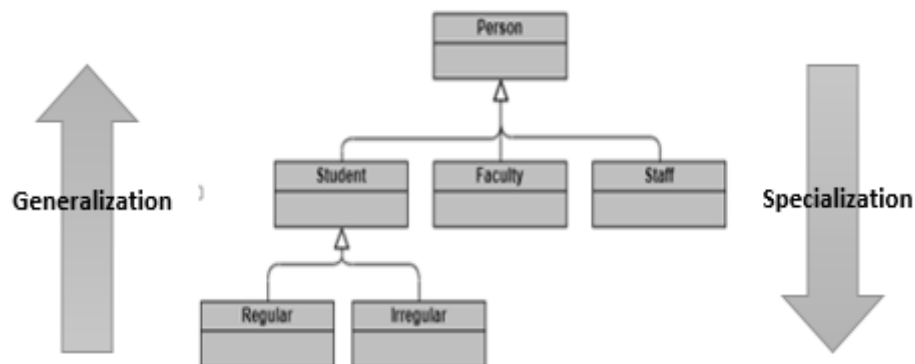 Person
Student
Faculty
Staff
Generalization
Specialization
Regular
Irregular